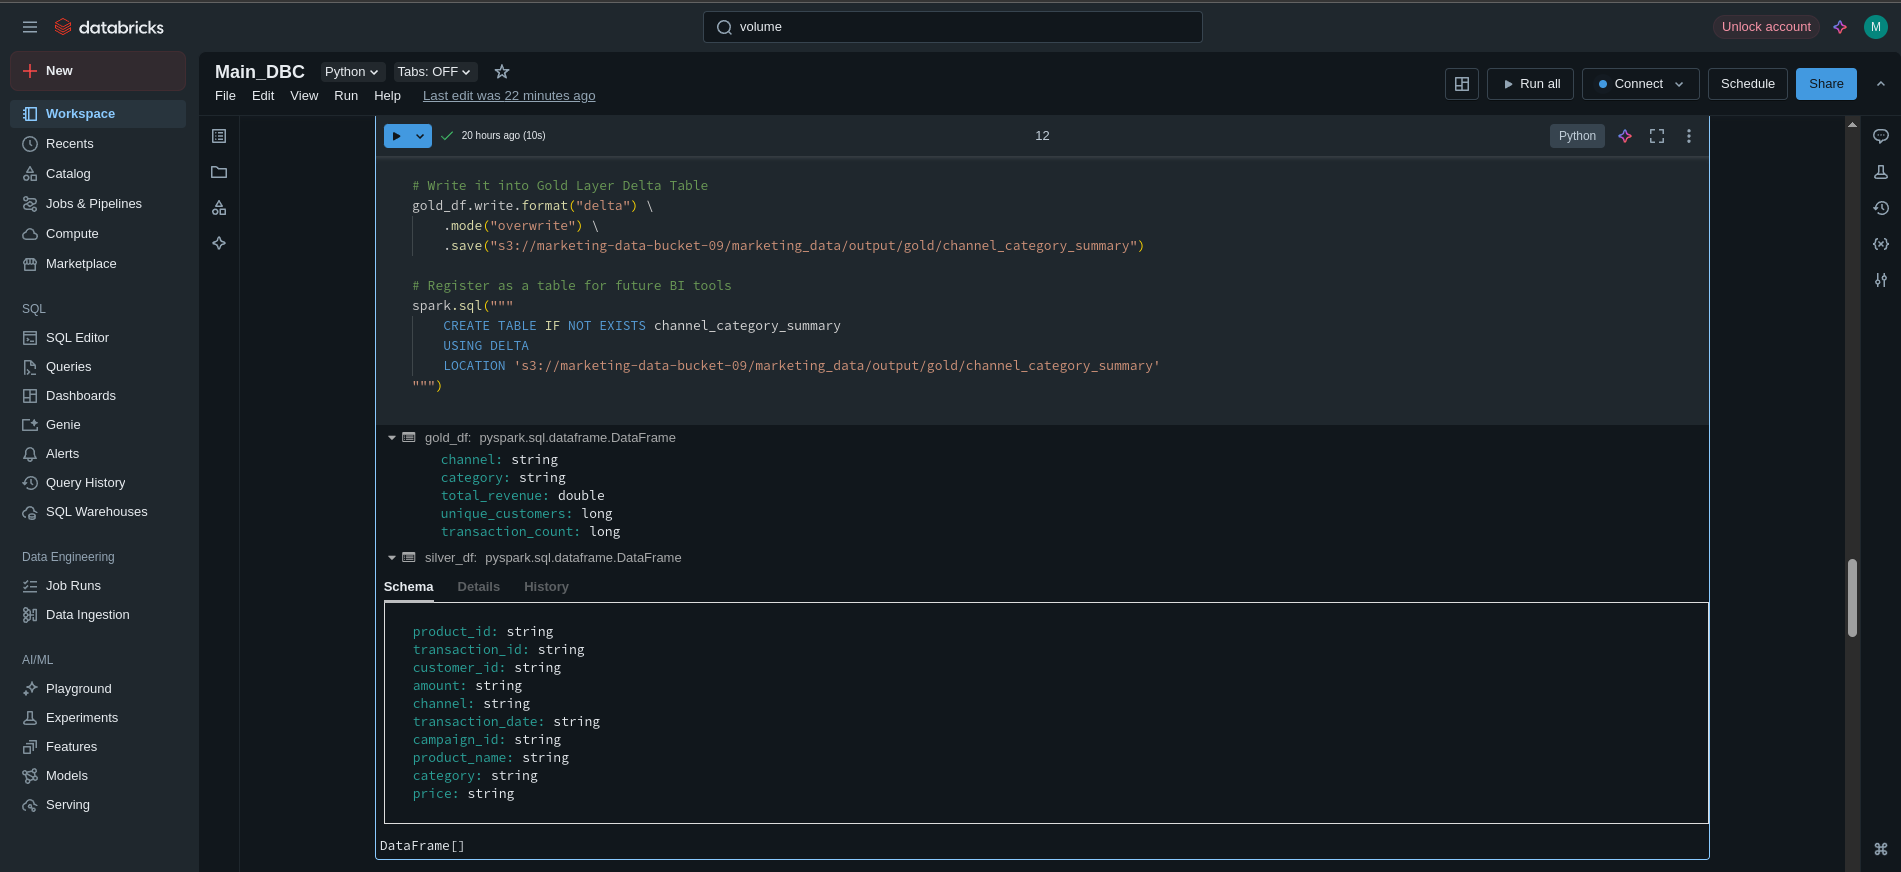 databricks
volume
Unlock account
M
New
Workspace
Recents
Catalog
Jobs & Pipelines
Compute
Marketplace
SQL
SQL Editor
Queries
Dashboards
Genie
Alerts
Query History
SQL Warehouses
Data Engineering
Job Runs
Data Ingestion
AI/ML
Playground
Experiments
Features
Models
Serving
Main_DBC Python Tabs: OFF
File Edit View Run Help Last edit was 22 minutes ago
Run all Connect Schedule Share
20 hours ago (10s) 12 Python
# Write it into Gold Layer Delta Table
gold_df.write.format("delta") \
.mode("overwrite") \
.save("s3://marketing-data-bucket-09/marketing_data/output/gold/channel_category_summary")
# Register as a table for future BI tools
spark.sql("""
CREATE TABLE IF NOT EXISTS channel_category_summary
USING DELTA
LOCATION 's3://marketing-data-bucket-09/marketing_data/output/gold/channel_category_summary'
""")
gold_df: pyspark.sql.dataframe.DataFrame
channel: string
category: string
total_revenue: double
unique_customers: long
transaction_count: long
silver_df: pyspark.sql.dataframe.DataFrame
Schema Details History
product_id: string
transaction_id: string
customer_id: string
amount: string
channel: string
transaction_date: string
campaign_id: string
product_name: string
category: string
price: string
DataFrame[]